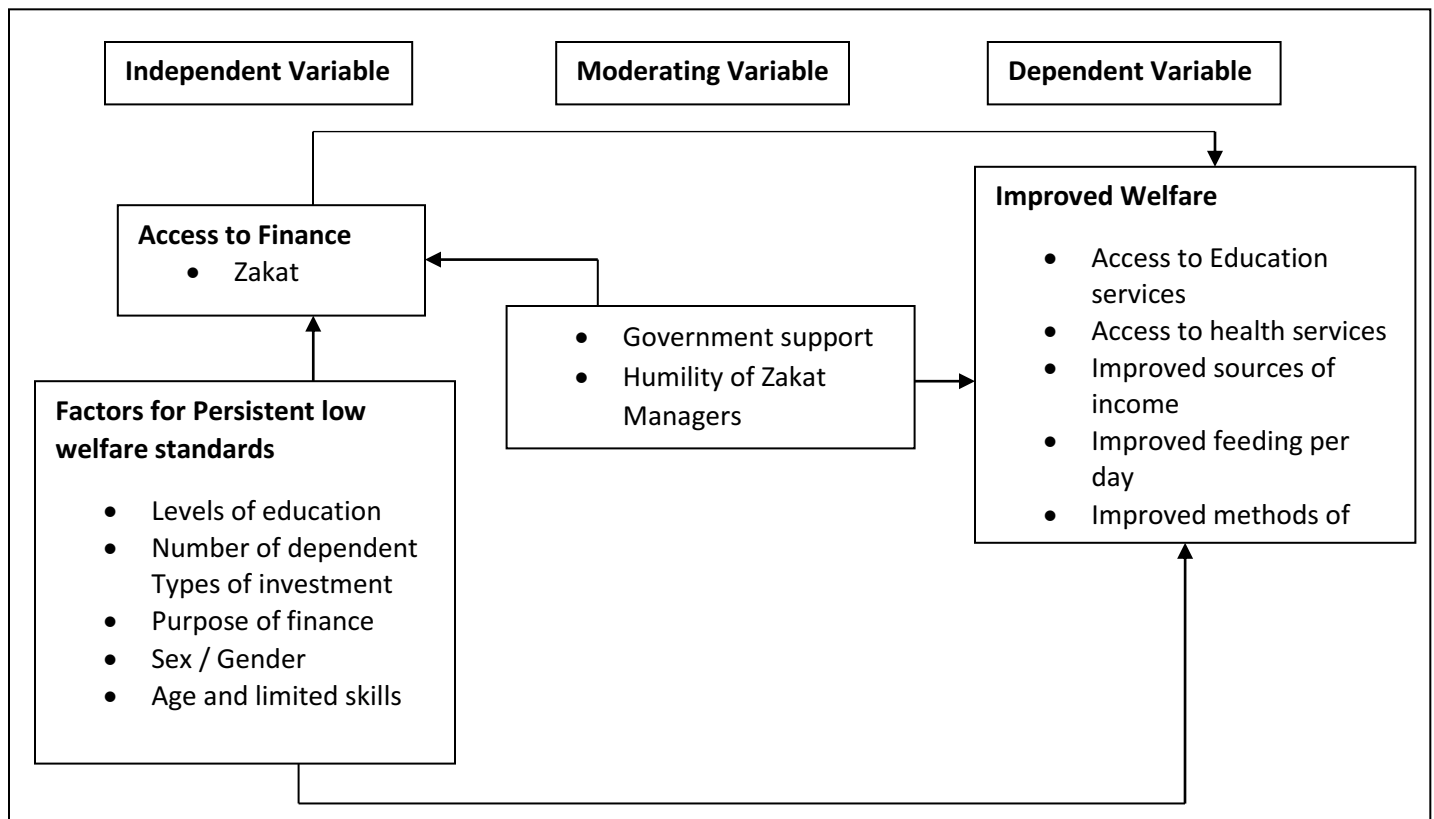 Independent Variable
Moderating Variable
Dependent Variable
Access to Finance
• Zakat
Factors for Persistent low
welfare standards
• Levels of education
• Number of dependent
Types of investment
• Purpose of finance
• Sex / Gender
• Age and limited skills
• Government support
• Humility of Zakat
Managers
Improved Welfare
• Access to Education
services
• Access to health services
• Improved sources of
income
• Improved feeding per
day
• Improved methods of